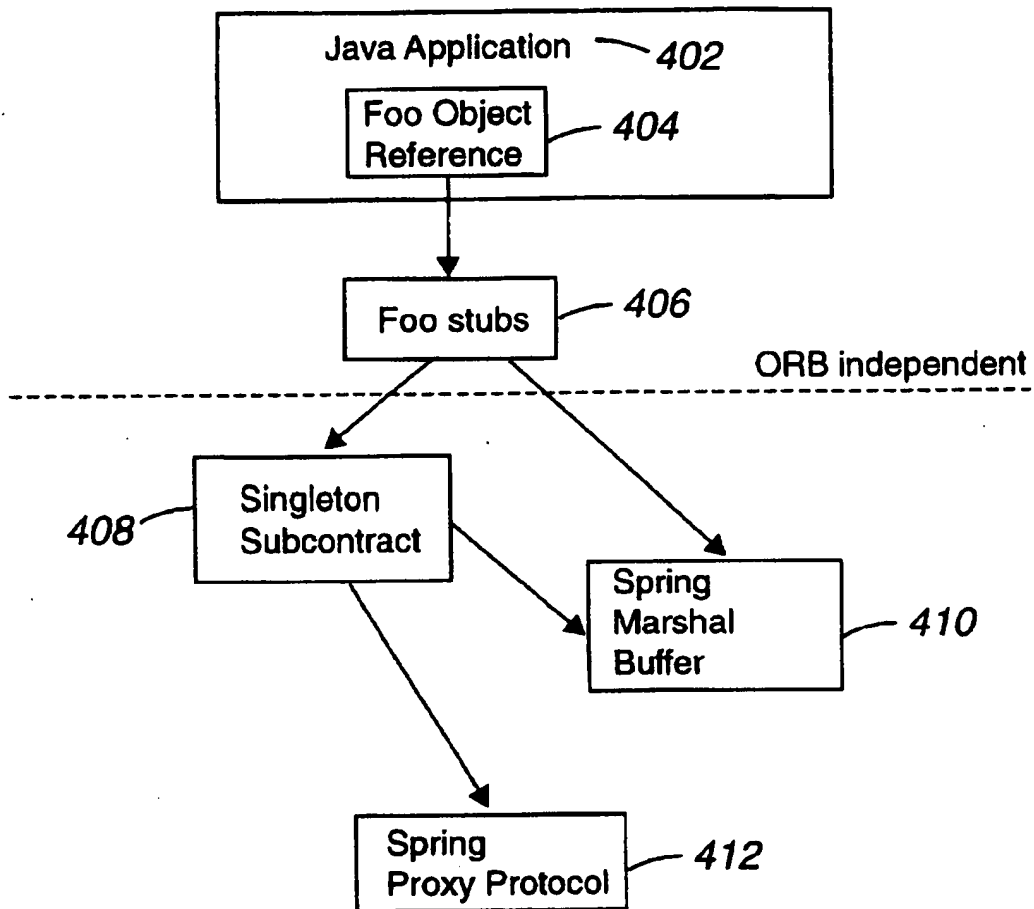 Java Application 402
Foo Object
Reference
404
Foo stubs 406
ORB independent
Singleton
Subcontract
408
Spring
Marshal
Buffer
410
Spring
Proxy Protocol
412